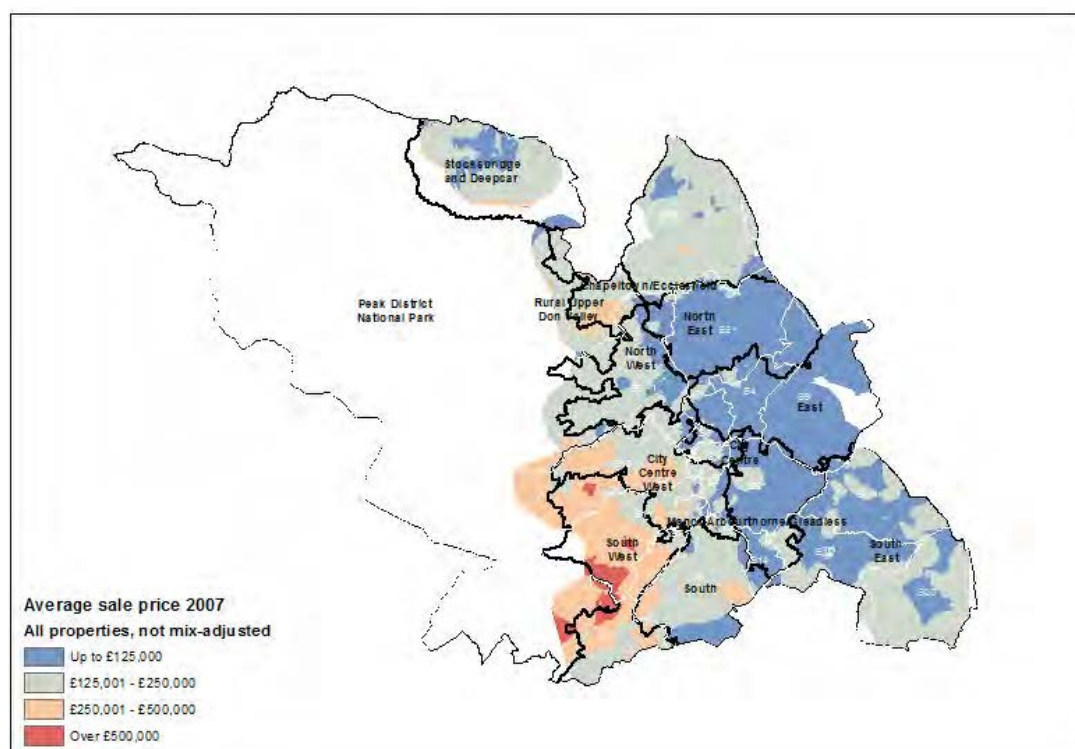 Stocksbridge
and Deepcar
Chapeltown/Ecclesfield
Peak District
National Park
Rural Upper
Don Valley
North
East
North
West
East
City
Centre
West
Centre
Manor/Arbourthorne/Gleadless
South
West
South
East
South
Average sale price 2007
All properties, not mix-adjusted
Up to £125,000
£125,001 - £250,000
£250,001 - £500,000
Over £500,000